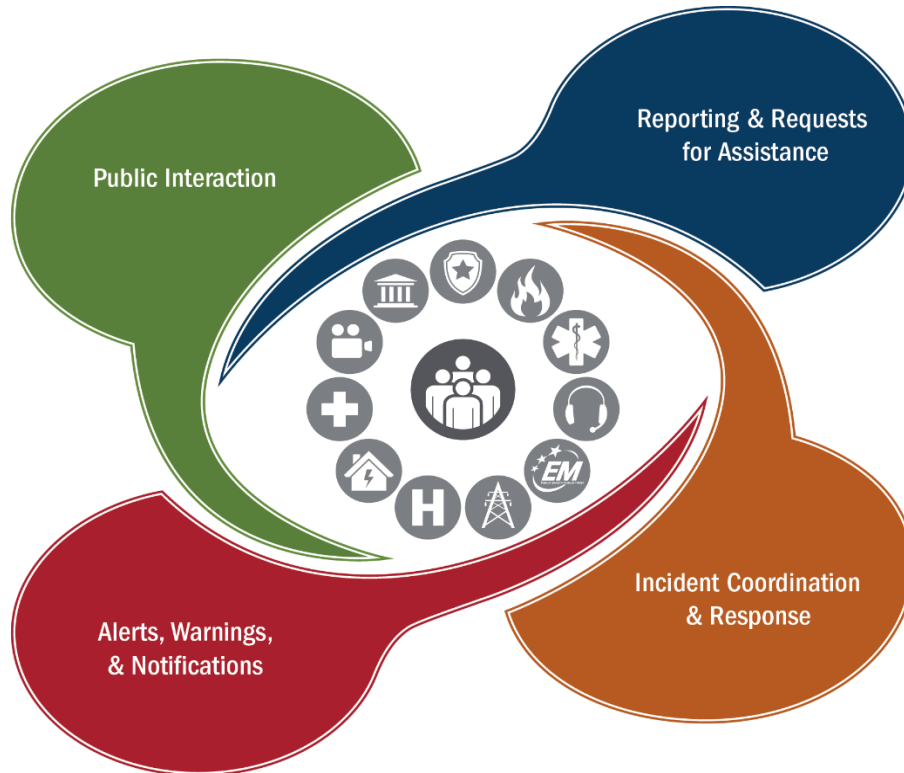 Public Interaction
Reporting & Requests
for Assistance
H
EM
Alerts, Warnings,
& Notifications
Incident Coordination
& Response